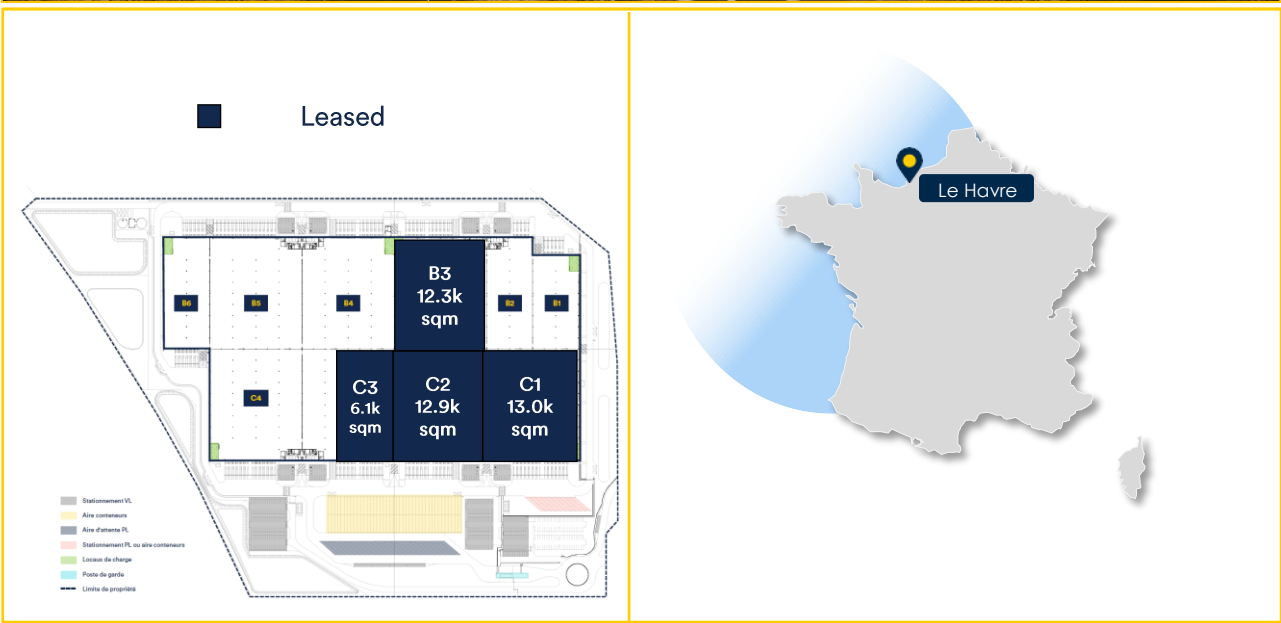 Leased
Le Havre
B3
12.3k
sqm
B6
B5
B4
B2
B1
C3
6.1k
sqm
C2
12.9k
sqm
C1
13.0k
sqm
C4
Stationnement VL
Aire conteneurs
Aire d'attente PL
Stationnement PL ou aire conteneurs
Locaux de charge
Poste de garde
Limite de propriété